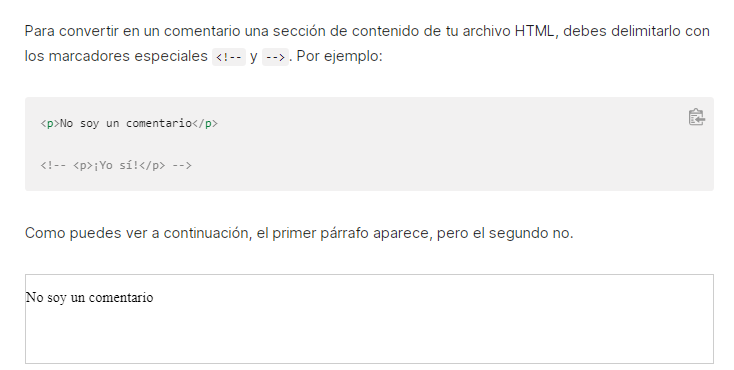 Para convertir en un comentario una sección de contenido de tu archivo HTML, debes delimitarlo con
los marcadores especiales <!-- y -->. Por ejemplo:
<p>No soy un comentario</p>
<!-- <p>¡Yo sí!</p> -->
Como puedes ver a continuación, el primer párrafo aparece, pero el segundo no.
No soy un comentario